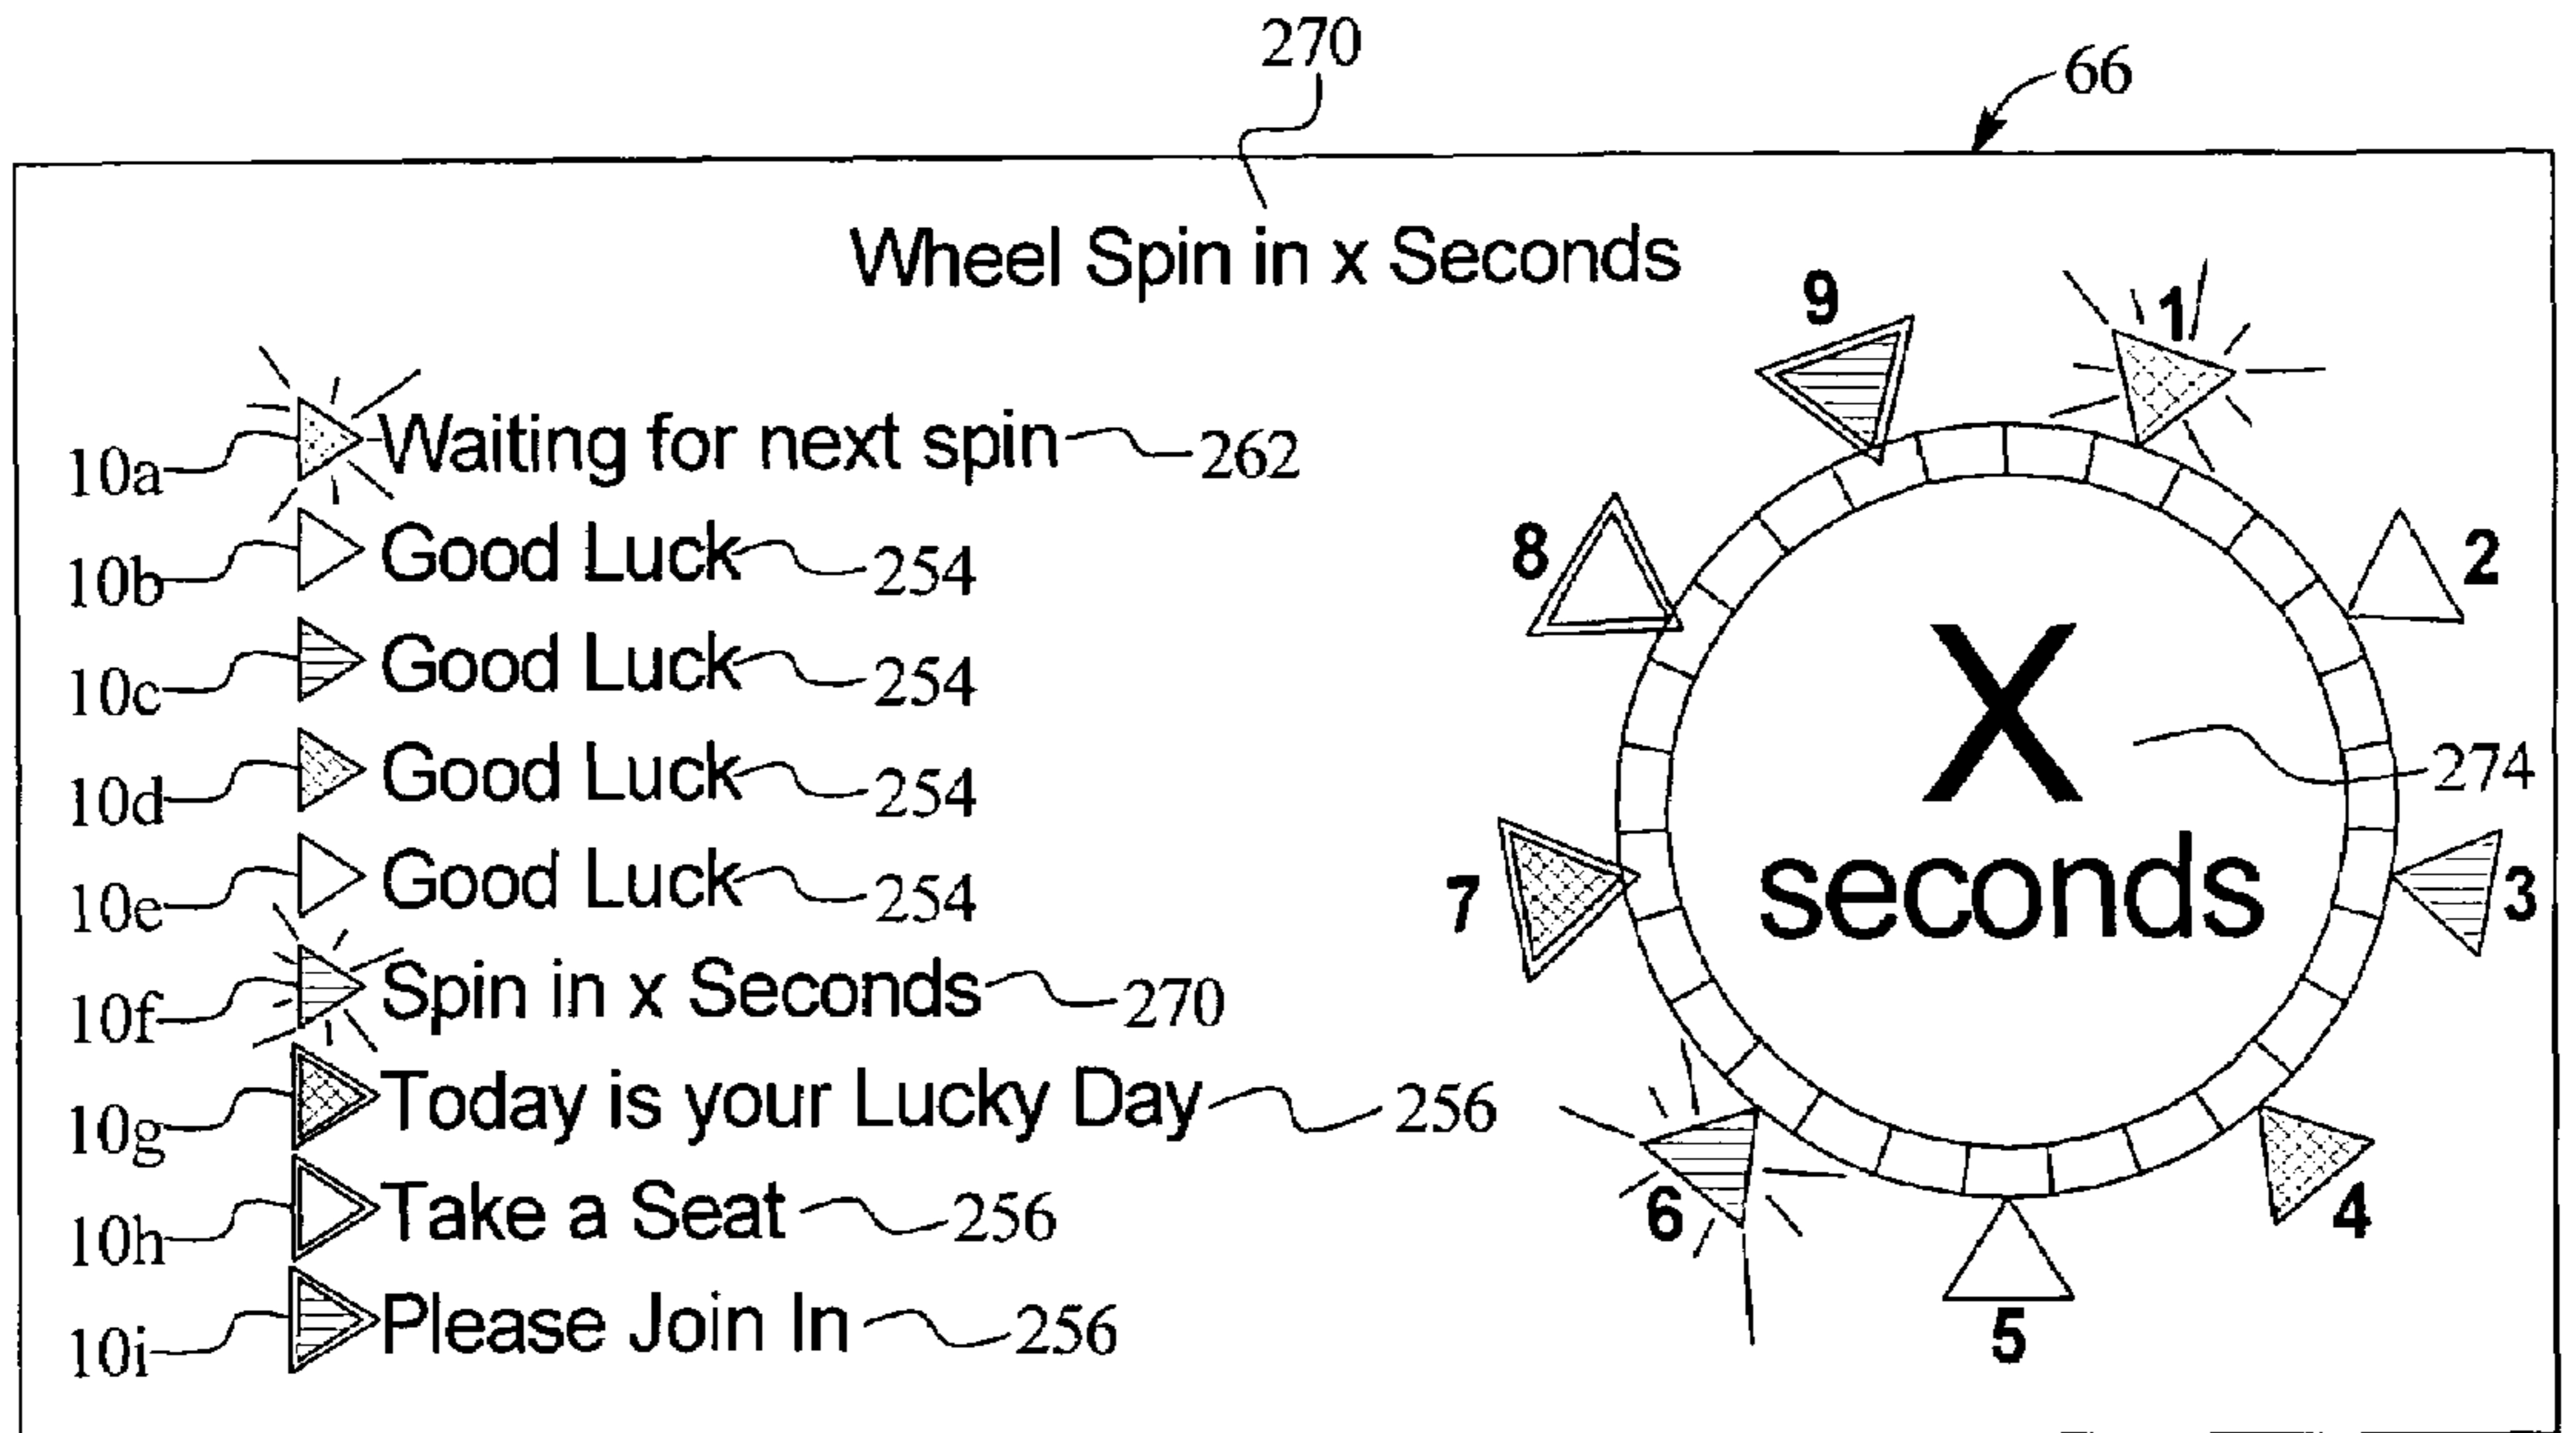 270
66
Wheel Spin in x Seconds
9 1
10a Waiting for next spin 262
10b Good Luck 254
8 2
10c Good Luck 254
10d Good Luck 254
X
274
10e Good Luck 254
seconds
7 3
10f Spin in x Seconds 270
10g Today is your Lucky Day 256
10h Take a Seat 256
6 4
10i Please Join In 256
5